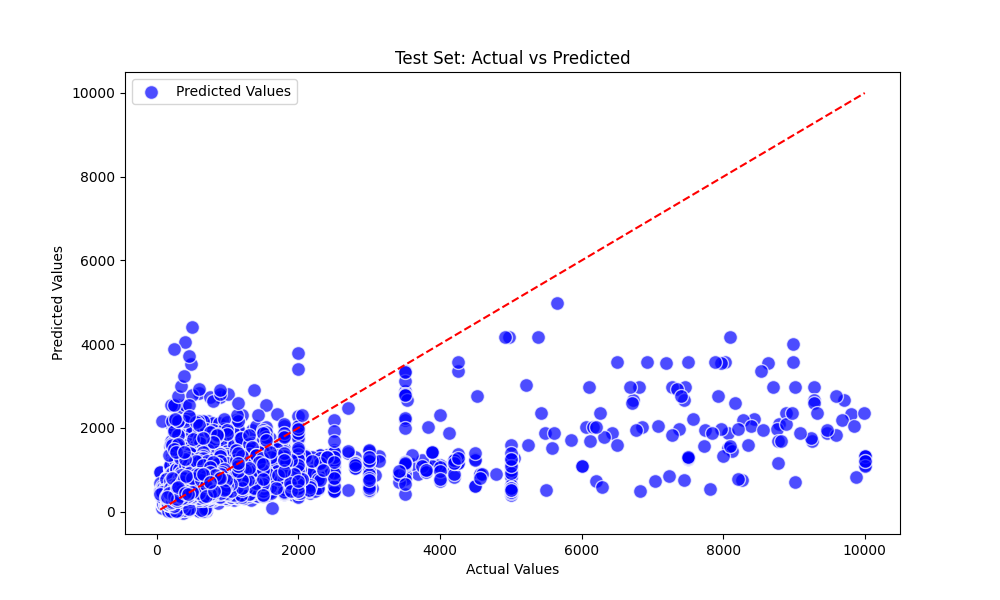 Test Set: Actual vs Predicted
Predicted Values
10000
8000
6000
4000
2000
0
Predicted Values
0 2000 4000 6000 8000 10000
Actual Values